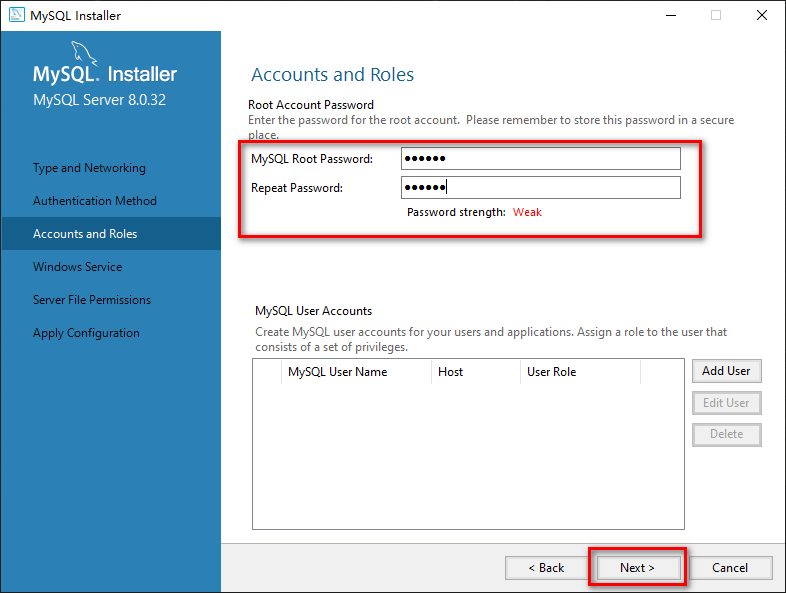 MySQL Installer
MySQL. Installer
MySQL Server 8.0.32
Type and Networking
Authentication Method
Accounts and Roles
Windows Service
Server File Permissions
Apply Configuration
Accounts and Roles
Root Account Password
Enter the password for the root account. Please remember to store this password in a secure
place.
MySQL Root Password: ●●●●●●
Repeat Password: ●●●●●●
Password strength: Weak
MySQL User Accounts
Create MySQL user accounts for your users and applications. Assign a role to the user that
consists of a set of privileges.
MySQL User Name Host User Role
Add User
Edit User
Delete
< Back Next > Cancel